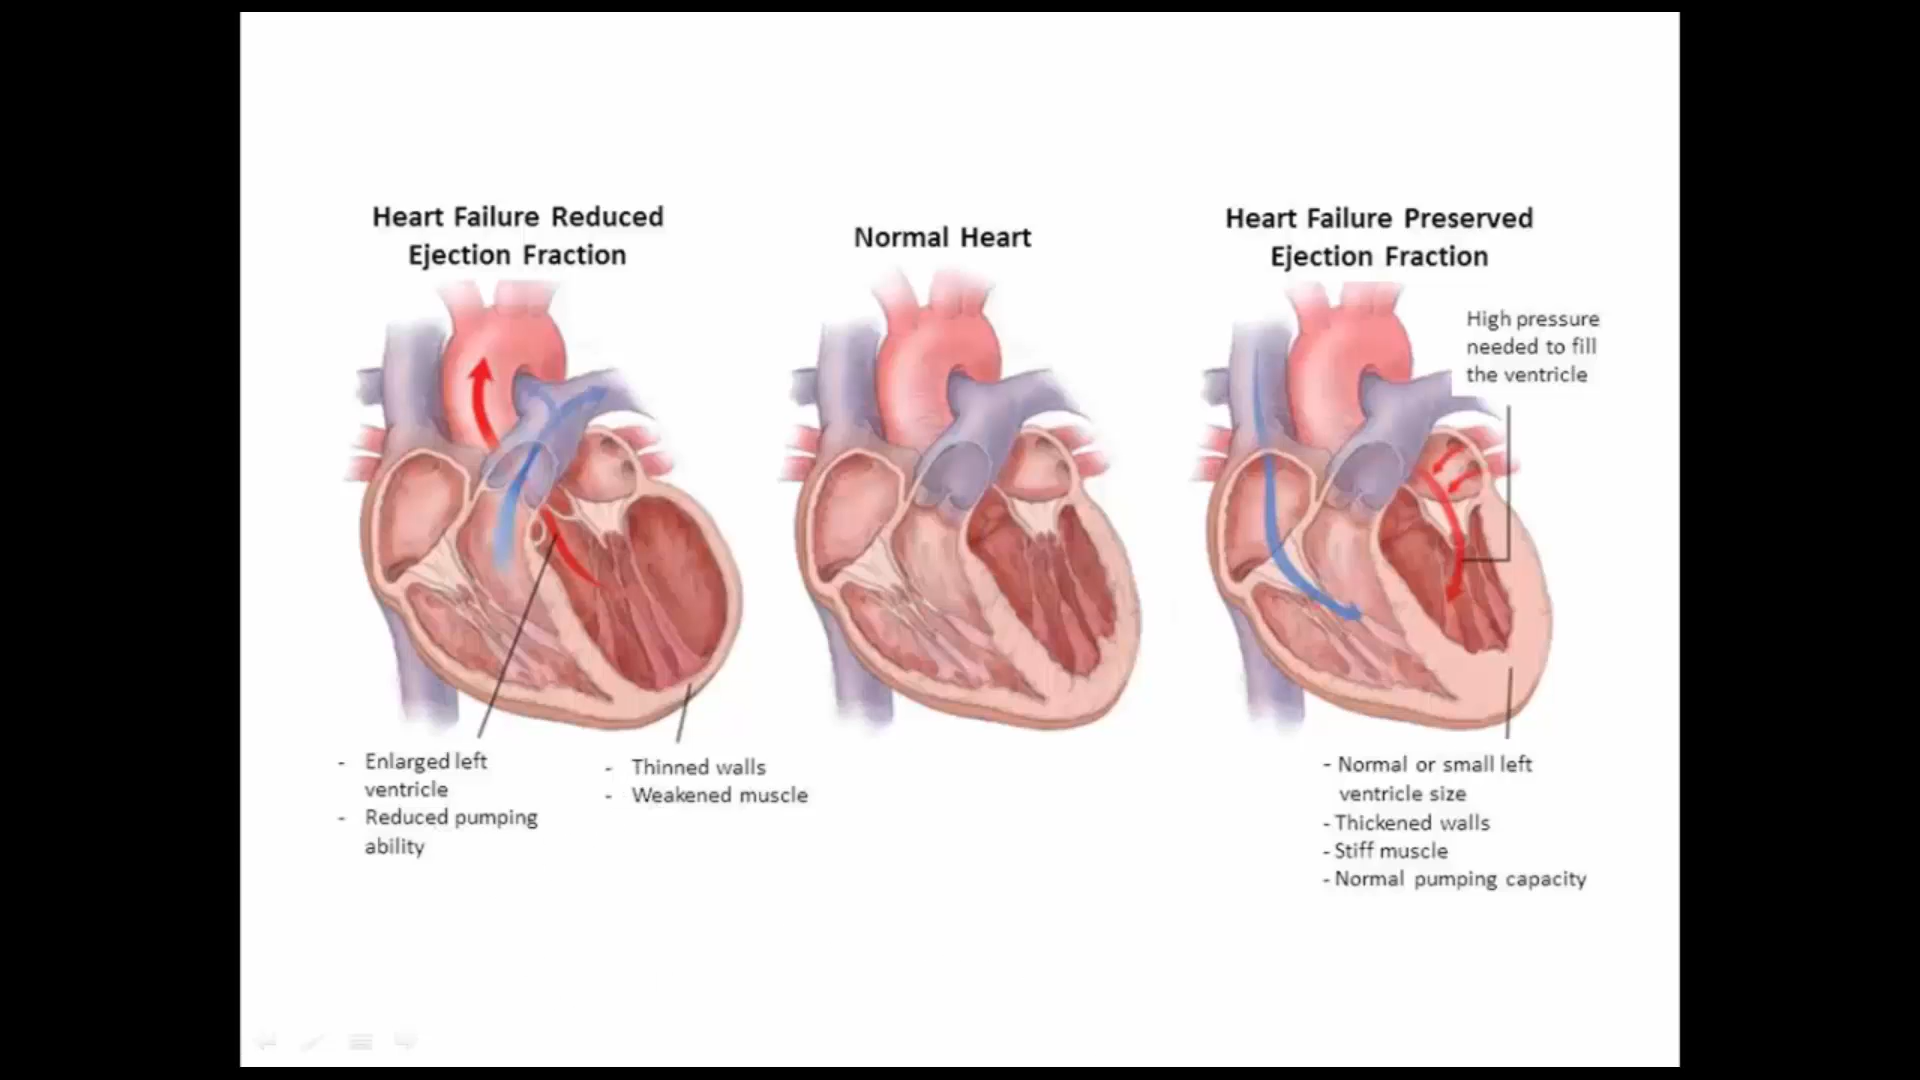 Heart Failure Reduced
Ejection Fraction
Normal Heart
Heart Failure Preserved
Ejection Fraction
High pressure
needed to fill
the ventricle
- Enlarged left
ventricle
- Reduced pumping
ability
- Thinned walls
- Weakened muscle
- Normal or small left
ventricle size
- Thickened walls
- Stiff muscle
- Normal pumping capacity